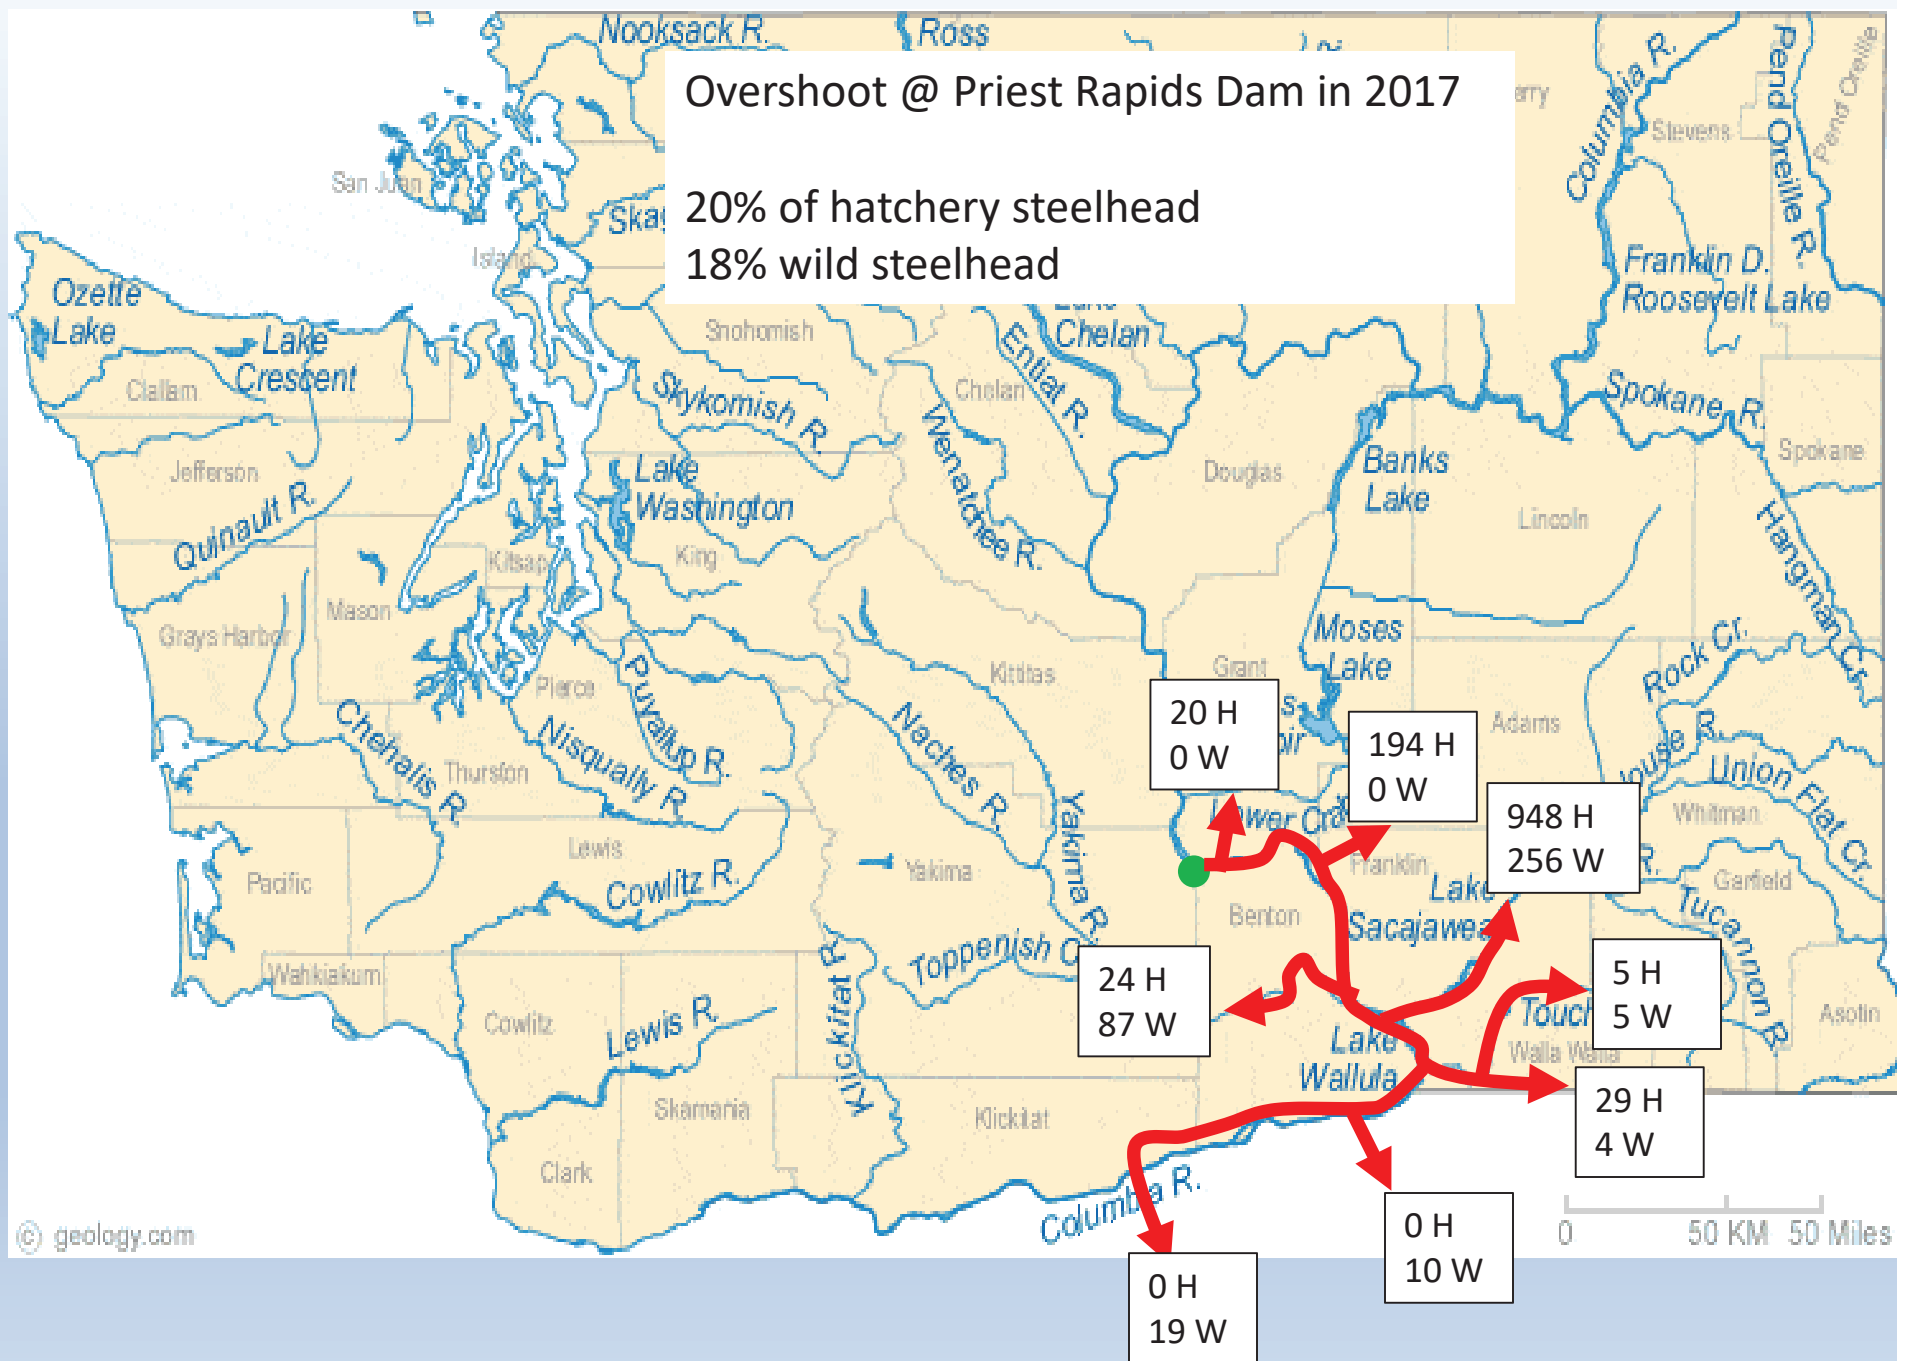 Nooksack R.
Ross
Overshoot @ Priest Rapids Dam in 2017
20% of hatchery steelhead
18% wild steelhead
Columbia R.
Pend Oreille R.
Pend Oreille
Stevens
San Juan
Island
Ozette
Lake
Lake
Crescent
Clallam
Snohomish
Skykomish R.
Chelan
Entiat R.
Chelan
Wenatchee R.
Franklin D.
Roosevelt Lake
Spokane R.
Spokane
Jefferson
Quinault R.
Lake
Washington
King
Kitsap
Douglas
Banks
Lake
Lincoln
Hangman Cr.
Mason
Grays Harbor
Pierce
Puyallup R.
Nisqually R.
Chehalis R.
Thurston
Kittitas
Naches R.
Yakima R.
Grant
Moses
Lake
Adams
Rock Cr.
Union Flat Cr.
Whitman
20 H
0 W
194 H
0 W
948 H
256 W
Lewis
Cowlitz R.
Pacific
Yakima
Lower
Franklin
Lake
Sacajawea
Garfield
Tucannon R.
Benton
Wahkiakum
Toppenish
Klickitat R.
Cowlitz
Lewis R.
24 H
87 W
5 H
5 W
Asotin
Lake
Wallula
Walla Walla
29 H
4 W
Skamania
Klickitat
Clark
Columbia R.
0 H
10 W
0 H
19 W
0 50 KM 50 Miles
© geology.com